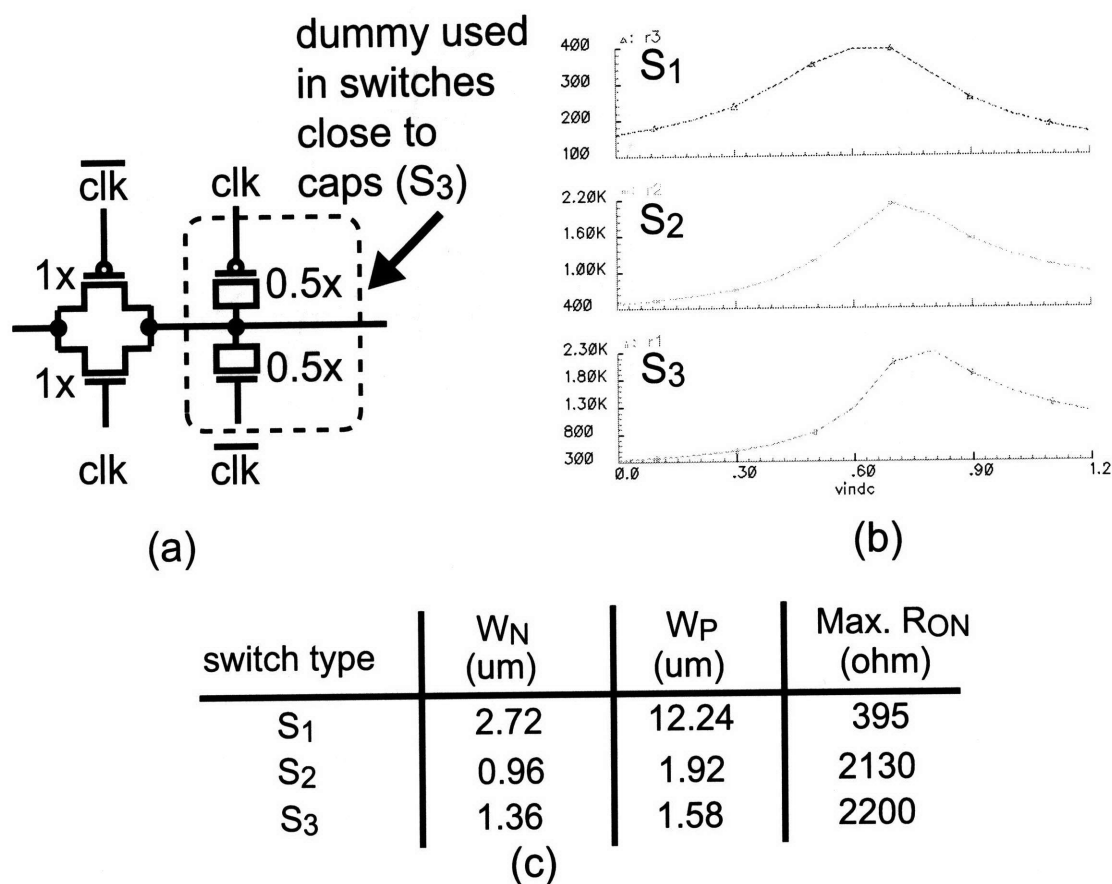 dummy used
in switches
close to
caps (S3)
clk
clk
1x
0.5x
1x
0.5x
clk
clk
(a)
r3
S1
400
300
200
100
r2
S2
2.20K
1.60K
1.00K
400
r1
S3
2.30K
1.80K
1.30K
800
300
0.0
.30
.60
.90
1.2
vindc
(b)
switch type WN (um) WP (um) Max. RON (ohm)
S1 2.72 12.24 395
S2 0.96 1.92 2130
S3 1.36 1.58 2200
(c)